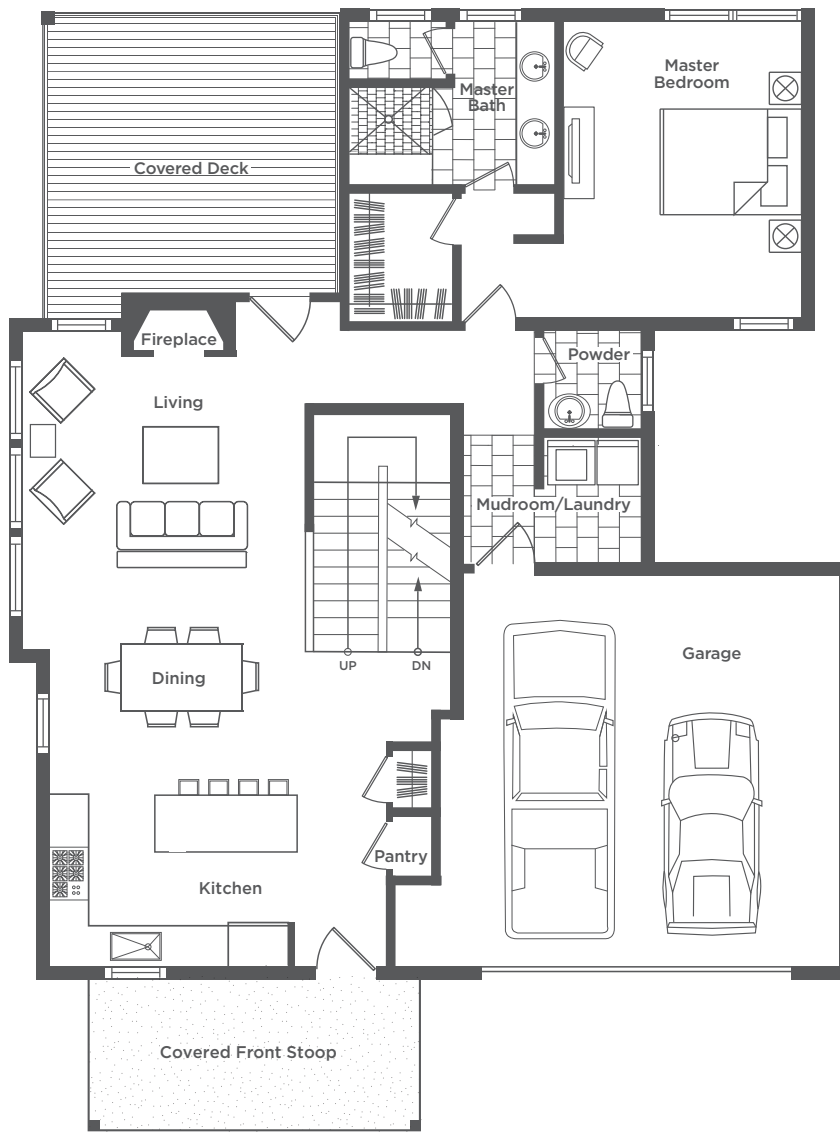 Master
Bedroom
Master
Bath
Covered Deck
Fireplace
Powder
Living
Mudroom/Laundry
Garage
UP
DN
Dining
Pantry
Kitchen
Covered Front Stoop